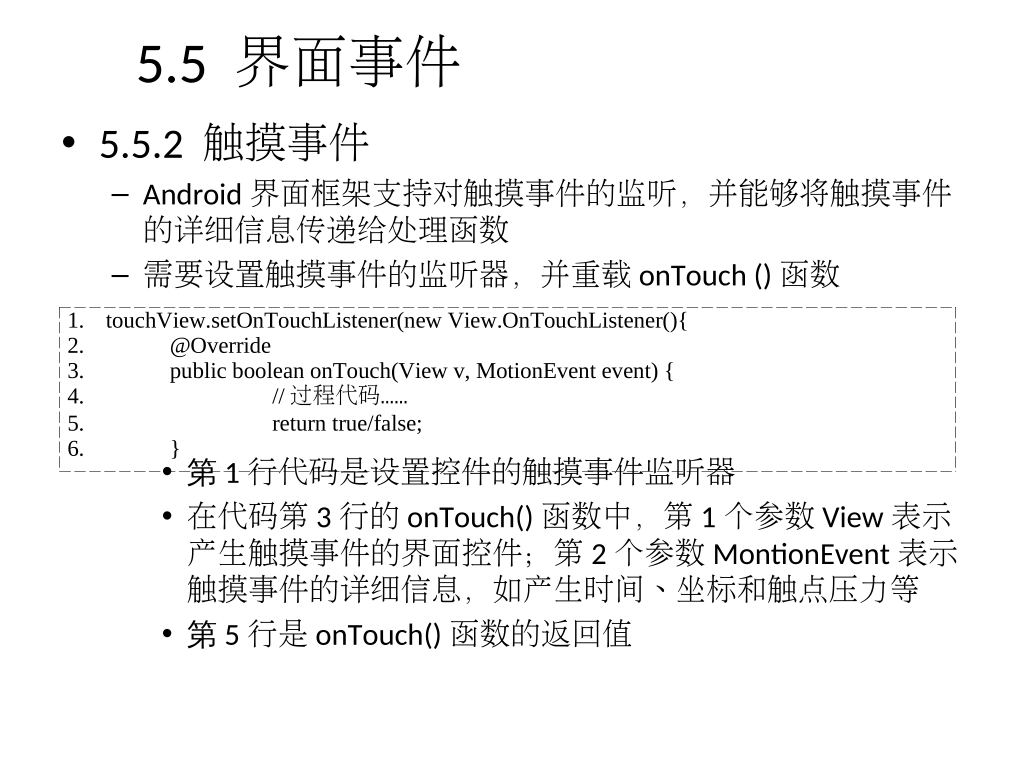 5.5 界面事件
• 5.5.2 触摸事件
– Android 界面框架支持对触摸事件的监听，并能够将触摸事件
的详细信息传递给处理函数
– 需要设置触摸事件的监听器，并重载 onTouch () 函数
1. touchView.setOnTouchListener(new View.OnTouchListener(){
2. @Override
3. public boolean onTouch(View v, MotionEvent event) {
4. // 过程代码……
5. return true/false;
6. }
• 第 1 行代码是设置控件的触摸事件监听器
• 在代码第 3 行的 onTouch() 函数中，第 1 个参数 View 表示
产生触摸事件的界面控件；第 2 个参数 MontionEvent 表示
触摸事件的详细信息，如产生时间、坐标和触点压力等
• 第 5 行是 onTouch() 函数的返回值